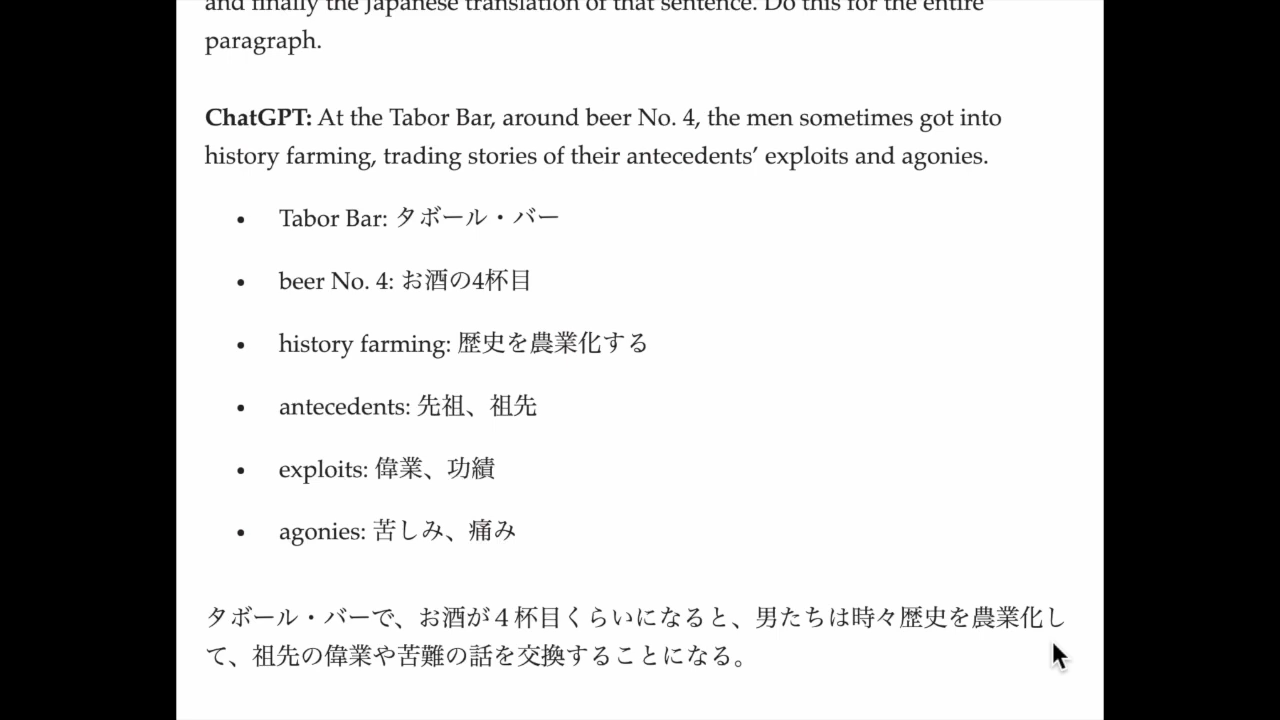 and finally the Japanese translation of that sentence. Do this for the entire
paragraph.
ChatGPT: At the Tabor Bar, around beer No. 4, the men sometimes got into
history farming, trading stories of their antecedents’ exploits and agonies.
• Tabor Bar: タボール・バー
• beer No. 4: お酒の4杯目
• history farming: 歴史を農業化する
• antecedents: 先祖、祖先
• exploits: 偉業、功績
• agonies: 苦しみ、痛み
タボール・バーで、お酒が４杯目くらいになると、男たちは時々歴史を農業化し
て、祖先の偉業や苦難の話を交換することになる。